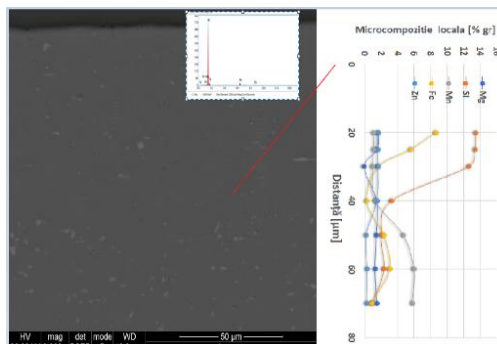 Microcompozitie locala [% gr]
0 2 4 6 8 10 12 14 16
Zn Fe Mn Si Mg
0
20
40
60
80
Distanță [μm]
HV mag det mode WD
50 μm